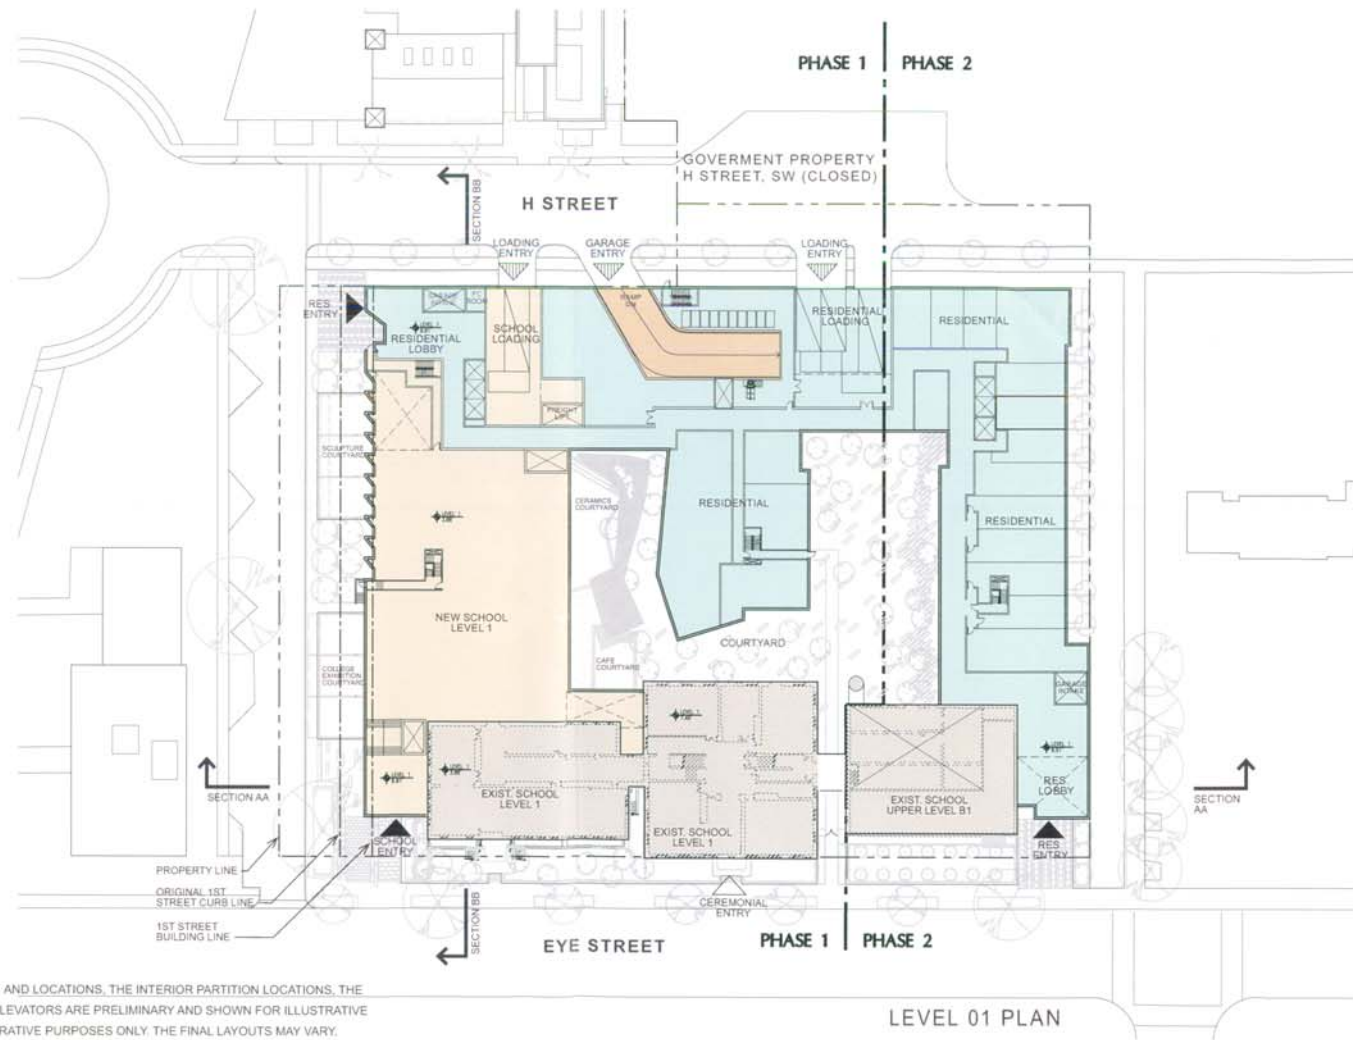 PHASE 1
PHASE 2
GOVERMENT PROPERTY
H STREET, SW (CLOSED)
H STREET
SECTION BB
LOADING
ENTRY
GARAGE
ENTRY
LOADING
ENTRY
RES
ENTRY
RESIDENTIAL
LOBBY
SCHOOL
LOADING
RAMP
DN
RESIDENTIAL
LOADING
RESIDENTIAL
FREIGHT
LIFT
SCULPTURE
COURTYARD
CERAMICS
COURTYARD
RESIDENTIAL
RESIDENTIAL
NEW SCHOOL
LEVEL 1
COURTYARD
CAFE
COURTYARD
COLLEGE
EXHIBITION
COURTYARD
EXIST. SCHOOL
LEVEL 1
EXIST. SCHOOL
LEVEL 1
EXIST. SCHOOL
UPPER LEVEL B1
RES
LOBBY
SECTION AA
SECTION
AA
SCHOOL
ENTRY
RES
ENTRY
PROPERTY LINE
ORIGINAL 1ST
STREET CURB LINE
1ST STREET
BUILDING LINE
CEREMONIAL
ENTRY
SECTION BB
EYE STREET
PHASE 1
PHASE 2
AND LOCATIONS, THE INTERIOR PARTITION LOCATIONS, THE
LEVATORS ARE PRELIMINARY AND SHOWN FOR ILLUSTRATIVE
RATIVE PURPOSES ONLY. THE FINAL LAYOUTS MAY VARY.
LEVEL 01 PLAN